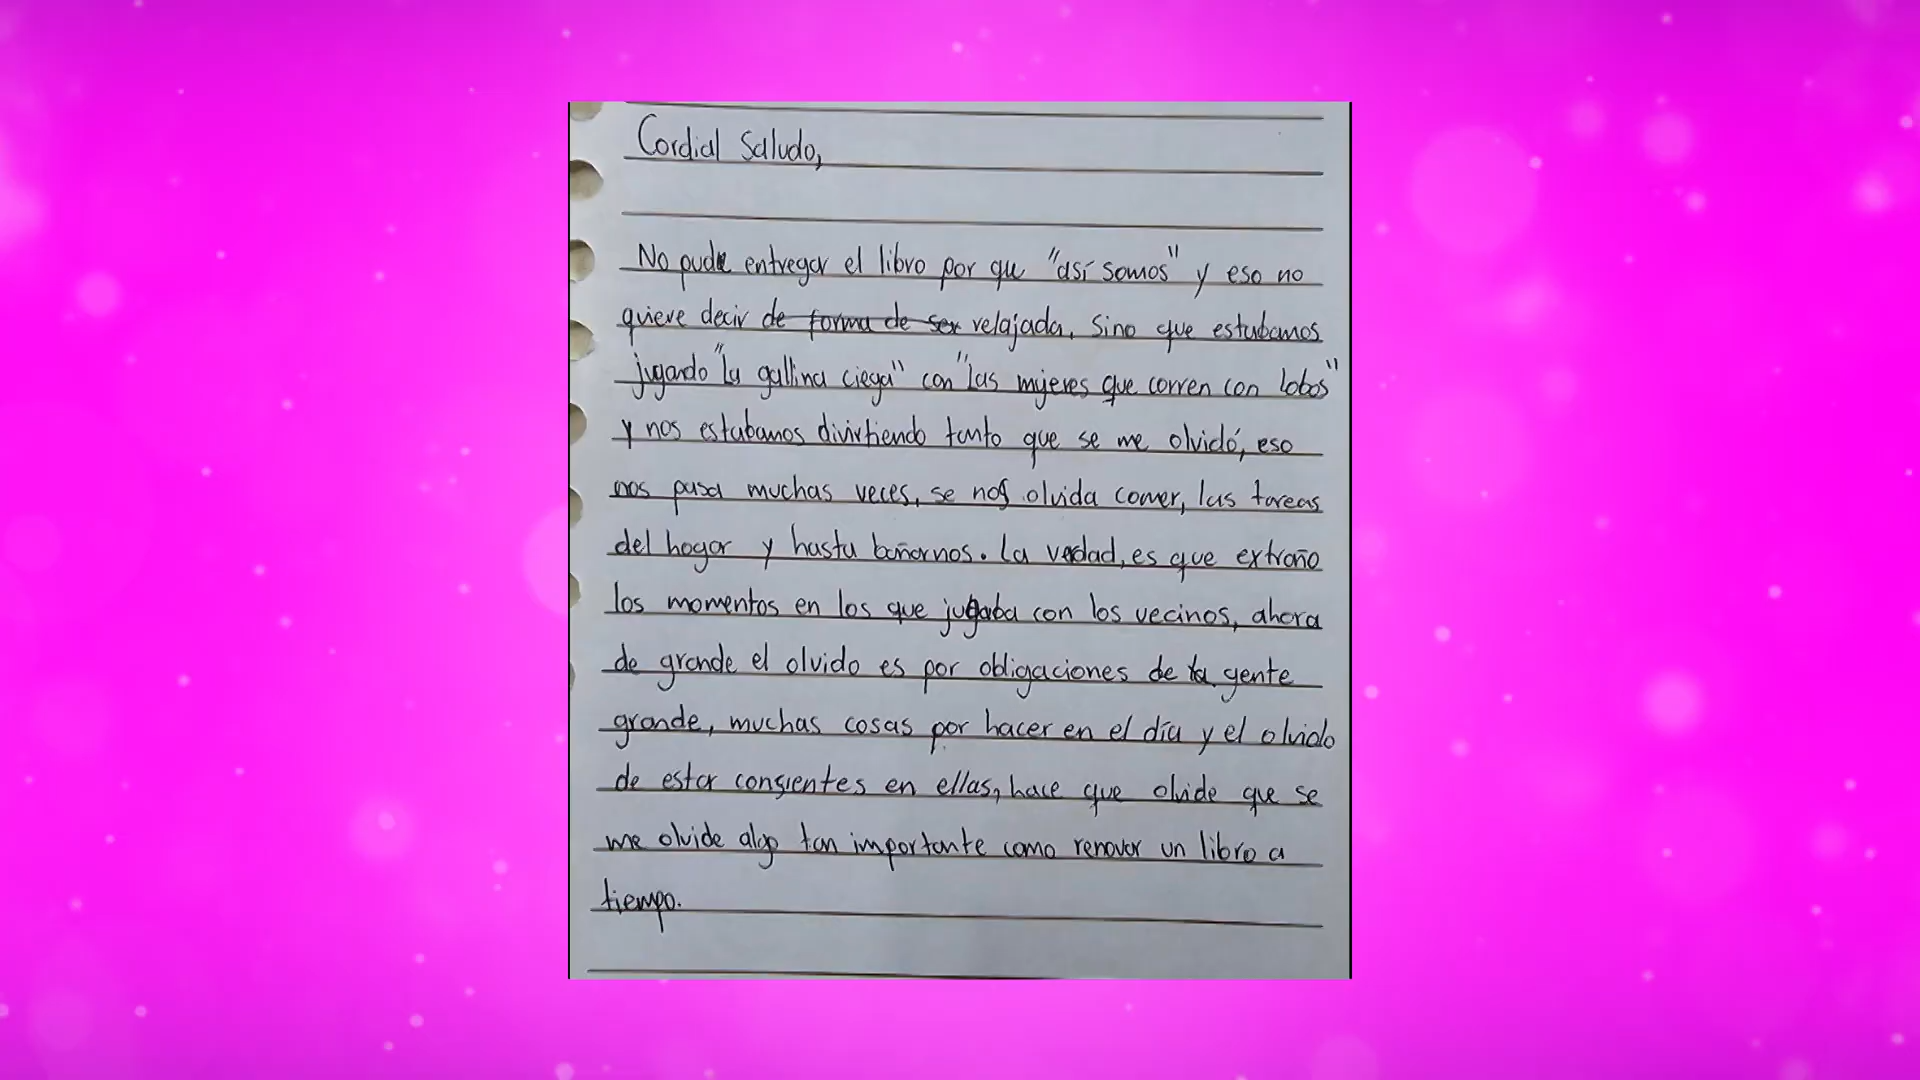 Cordial Saludo,
No pude entregar el libro por que "así somos" y eso no
quiere decir de forma de ser relajada, sino que estubamos
jugando "la gallina ciega" con "las mujeres que corren con lobos"
y nos estabamos divirtiendo tanto que se me olvidó, eso
nos pasa muchas veces, se nos olvida comer, las tareas
del hogar y hasta bañarnos. La verdad, es que extraño
los momentos en los que jugaba con los vecinos, ahora
de grande el olvido es por obligaciones de la gente
grande, muchas cosas por hacer en el día y el olvido
de estar consientes en ellas, hace que olvide que se
me olvide algo tan importante como renovar un libro a
tiempo.